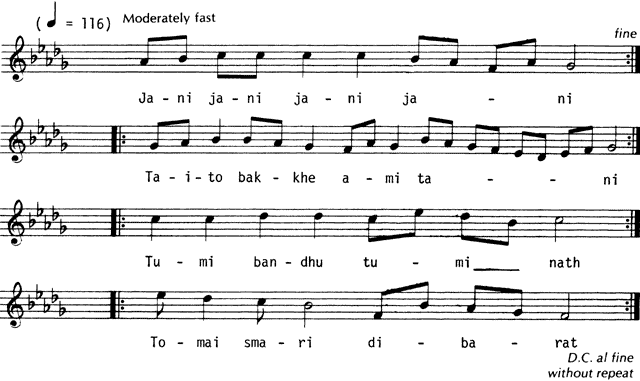 (♩ = 116) Moderately fast
fine
Ja - ni ja - ni ja - ni ja - ni
Ta - i - to bak - khe a - mi ta - - ni
Tu - mi ban - dhu tu - mi____ nath
To - mai sma - ri di - ba - rat
D.C. al fine
without repeat